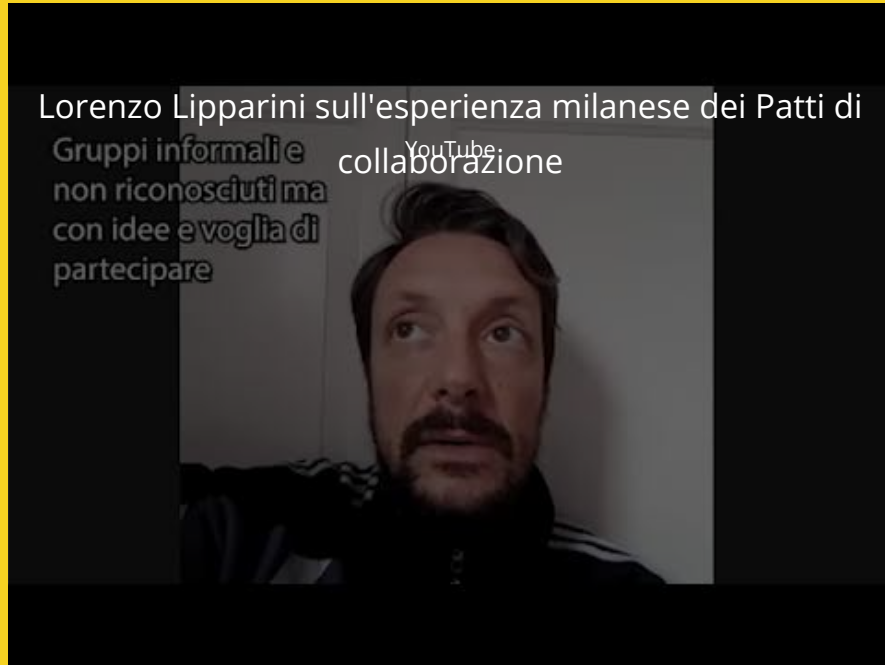 Lorenzo Lipparini sull'esperienza milanese dei Patti di
collaborazione
YouTube
Gruppi informali e
non riconosciuti ma
con idee e voglia di
partecipare